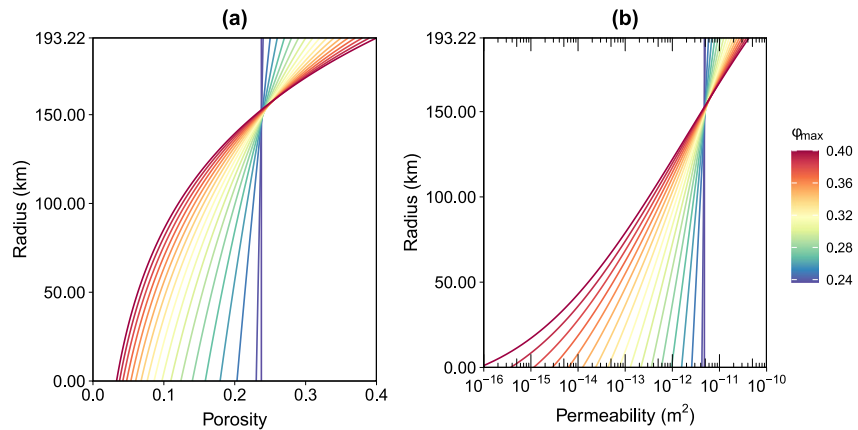 (a)
193.22
150.00
100.00
50.00
0.00
Radius (km)
0.0 0.1 0.2 0.3 0.4
Porosity
(b)
193.22
150.00
100.00
50.00
0.00
Radius (km)
10⁻¹⁶ 10⁻¹⁵ 10⁻¹⁴ 10⁻¹³ 10⁻¹² 10⁻¹¹ 10⁻¹⁰
Permeability (m²)
φmax
0.40
0.36
0.32
0.28
0.24